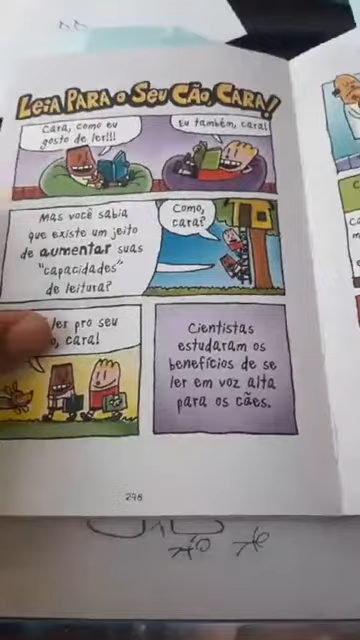 LEIA PARA O SEU CÃO, CARA!
CARA, COMO EU
GOSTO DE LER!!!
EU TAMBÉM, CARA!
MAS VOCÊ SABIA
QUE EXISTE UM JEITO
DE AUMENTAR SUAS
"CAPACIDADES"
DE LEITURA?
COMO,
CARA?
LER PRO SEU
CARA!
CIENTISTAS
ESTUDARAM OS
BENEFÍCIOS DE SE
LER EM VOZ ALTA
PARA OS CÃES.